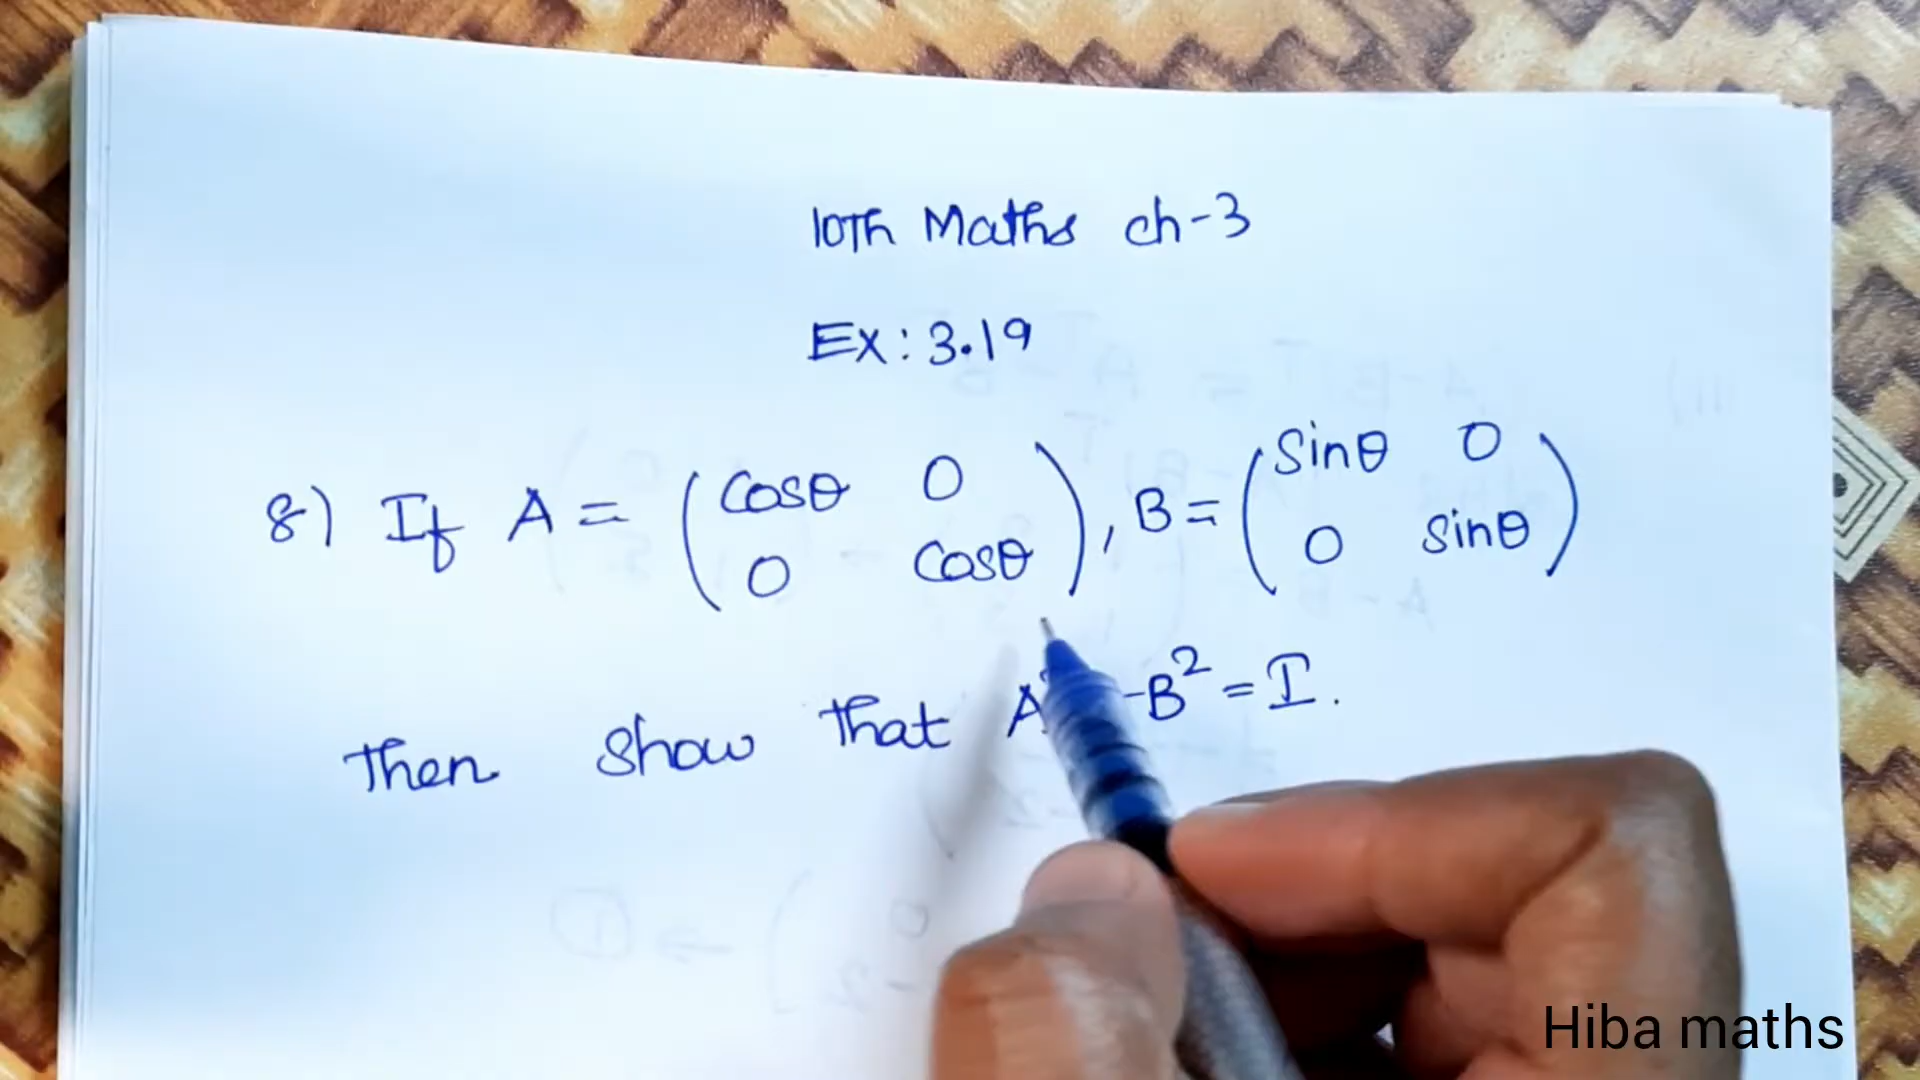 10Th Maths ch-3
Ex: 3.19
8) If A = ( Cosθ 0 ) , B = ( Sinθ 0 )
0 Cosθ 0 sinθ
Then show that A -B² = I.
Hiba maths